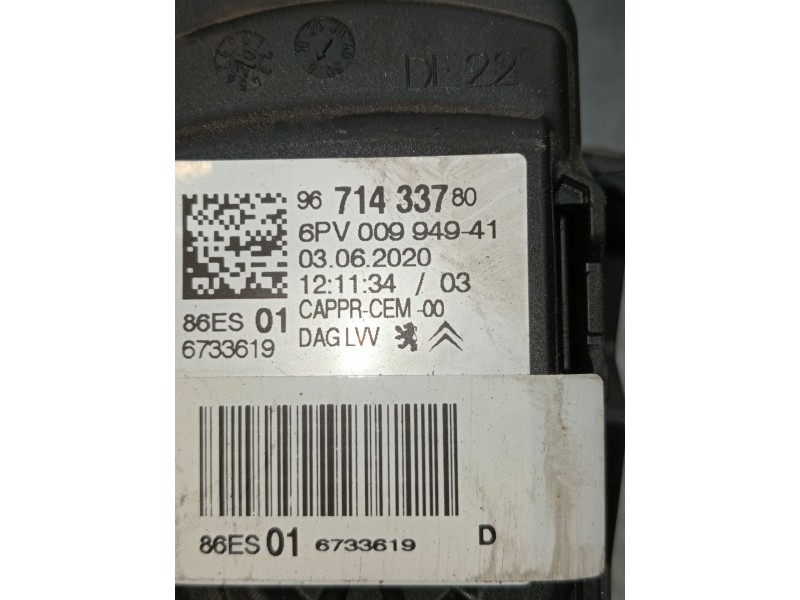 DE22
96 714 337 80
6PV 009 949-41
03.06.2020
12:11:34 / 03
86ES 01
CAPPR-CEM -00
6733619
DAG LVV
86ES 01 6733619 D